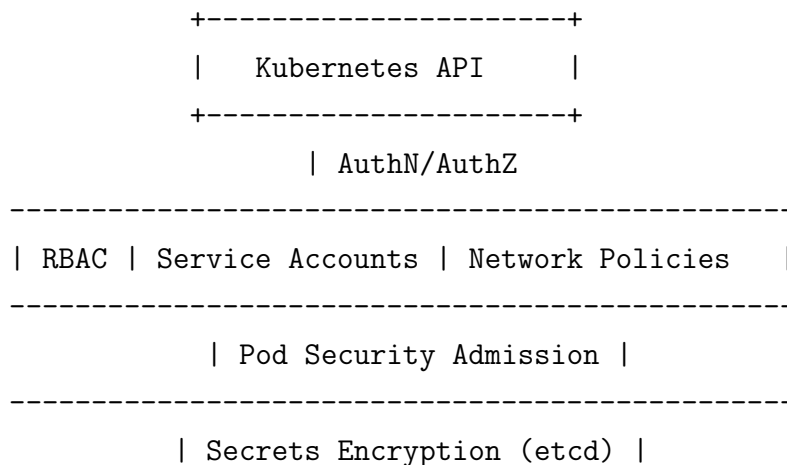 +----------------------+
| Kubernetes API |
+----------------------+
| AuthN/AuthZ
------------------------------------------------
| RBAC | Service Accounts | Network Policies |
------------------------------------------------
| Pod Security Admission |
------------------------------------------------
| Secrets Encryption (etcd) |